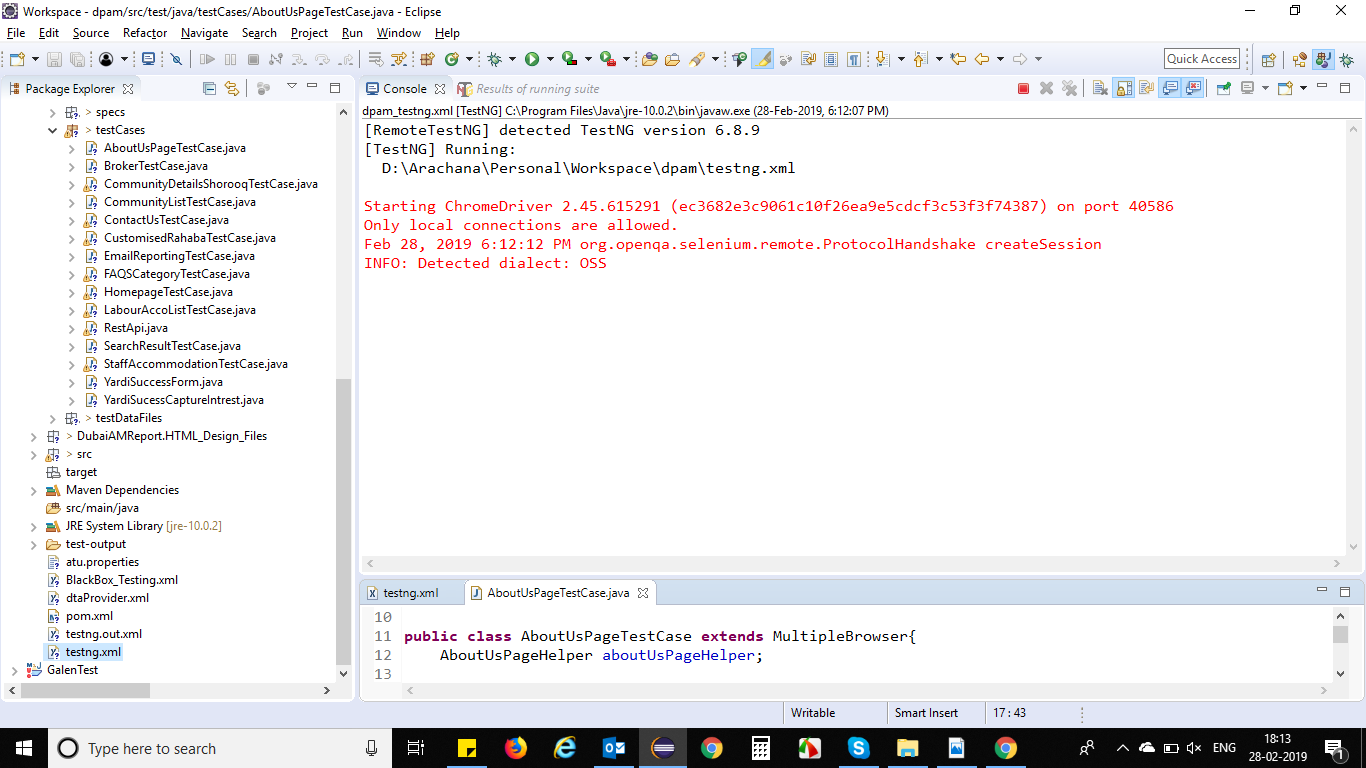 Workspace - dpam/src/test/java/testCases/AboutUsPageTestCase.java - Eclipse
File Edit Source Refactor Navigate Search Project Run Window Help
Quick Access
Package Explorer
> specs
> testCases
AboutUsPageTestCase.java
BrokerTestCase.java
CommunityDetailsShorooqTestCase.java
CommunityListTestCase.java
ContactUsTestCase.java
CustomisedRahabaTestCase.java
EmailReportingTestCase.java
FAQSCategoryTestCase.java
HomepageTestCase.java
LabourAccoListTestCase.java
RestApi.java
SearchResultTestCase.java
StaffAccommodationTestCase.java
YardiSuccessForm.java
YardiSucessCaptureIntrest.java
> testDataFiles
> DubaiAMReport.HTML_Design_Files
> src
target
Maven Dependencies
src/main/java
JRE System Library [jre-10.0.2]
test-output
atu.properties
BlackBox_Testing.xml
dtaProvider.xml
pom.xml
testng.out.xml
testng.xml
GalenTest
Console Results of running suite
dpam_testng.xml [TestNG] C:\Program Files\Java\jre-10.0.2\bin\javaw.exe (28-Feb-2019, 6:12:07 PM)
[RemoteTestNG] detected TestNG version 6.8.9
[TestNG] Running:
D:\Arachana\Personal\Workspace\dpam\testng.xml
Starting ChromeDriver 2.45.615291 (ec3682e3c9061c10f26ea9e5cdcf3c53f3f74387) on port 40586
Only local connections are allowed.
Feb 28, 2019 6:12:12 PM org.openqa.selenium.remote.ProtocolHandshake createSession
INFO: Detected dialect: OSS
testng.xml AboutUsPageTestCase.java
10
11 public class AboutUsPageTestCase extends MultipleBrowser{
12 AboutUsPageHelper aboutUsPageHelper;
13
Writable Smart Insert 17 : 43
Type here to search
ENG
18:13
28-02-2019
1